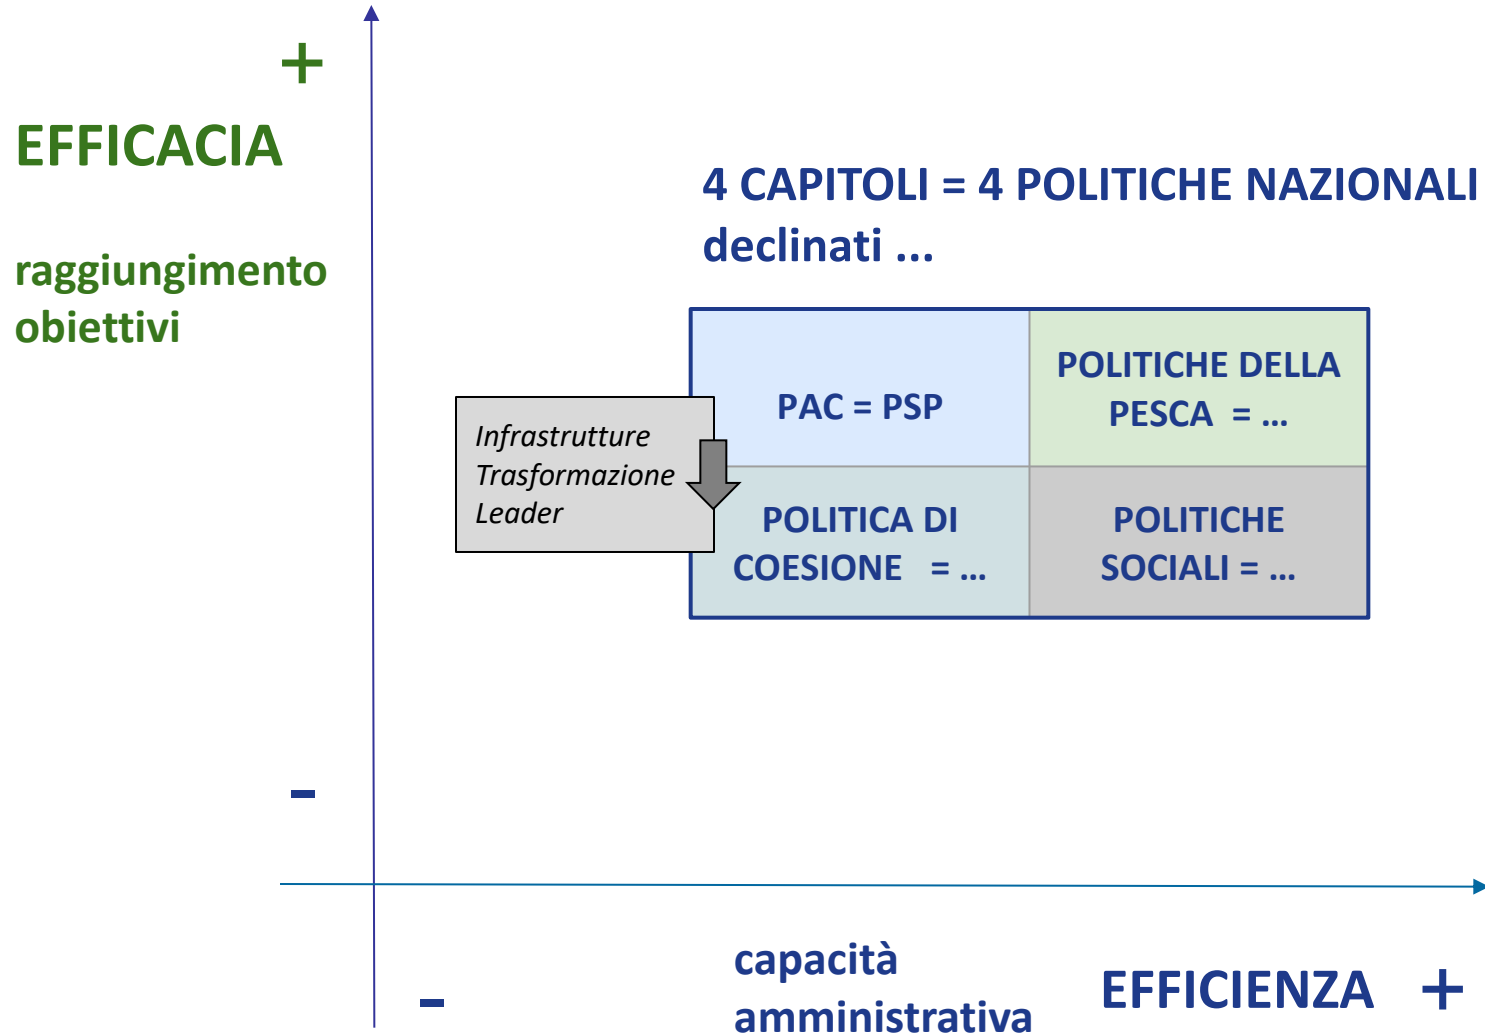 +
EFFICACIA
raggiungimento
obiettivi
4 CAPITOLI = 4 POLITICHE NAZIONALI
declinati ...
PAC = PSP
POLITICHE DELLA
PESCA = ...
Infrastrutture
Trasformazione
Leader
POLITICA DI
COESIONE = ...
POLITICHE
SOCIALI = ...
-
-
capacità
amministrativa
EFFICIENZA +